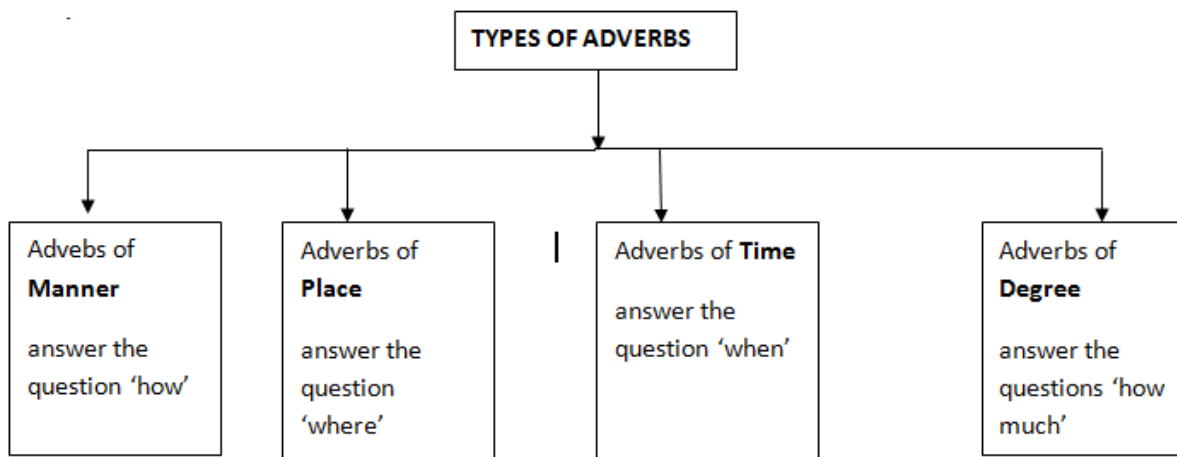 TYPES OF ADVERBS
Advebs of
Manner
answer the
question ‘how’
Adverbs of
Place
answer the
question
‘where’
Adverbs of Time
answer the
question ‘when’
Adverbs of
Degree
answer the
questions ‘how
much’